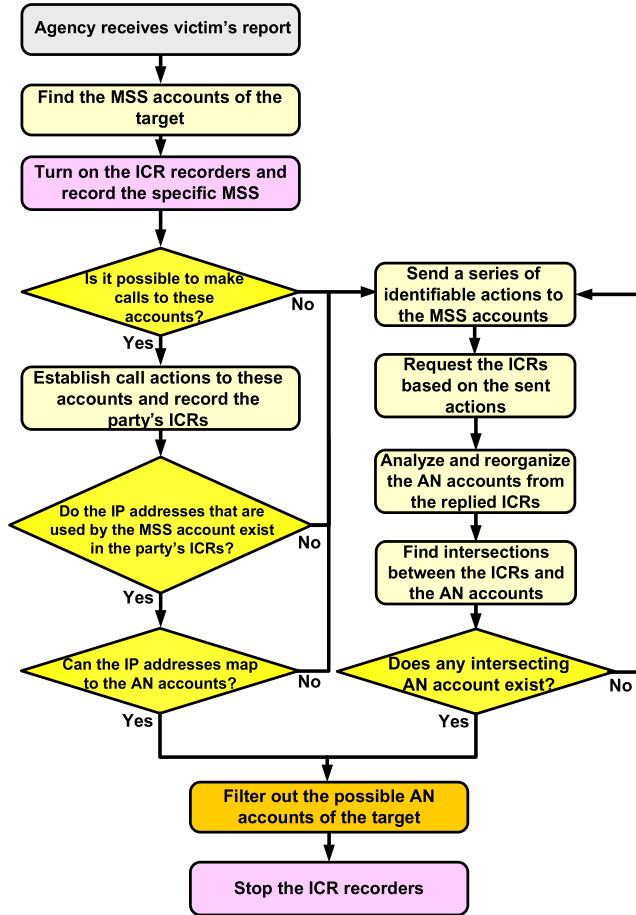 Agency receives victim's report
Find the MSS accounts of the
target
Turn on the ICR recorders and
record the specific MSS
Is it possible to make
calls to these
accounts?
No
Yes
Establish call actions to these
accounts and record the
party's ICRs
Do the IP addresses that are
used by the MSS account exist
in the party's ICRs?
No
Yes
Can the IP addresses map
to the AN accounts?
No
Yes
Send a series of
identifiable actions to
the MSS accounts
Request the ICRs
based on the sent
actions
Analyze and reorganize
the AN accounts from
the replied ICRs
Find intersections
between the ICRs and
the AN accounts
Does any intersecting
AN account exist?
No
Yes
Filter out the possible AN
accounts of the target
Stop the ICR recorders